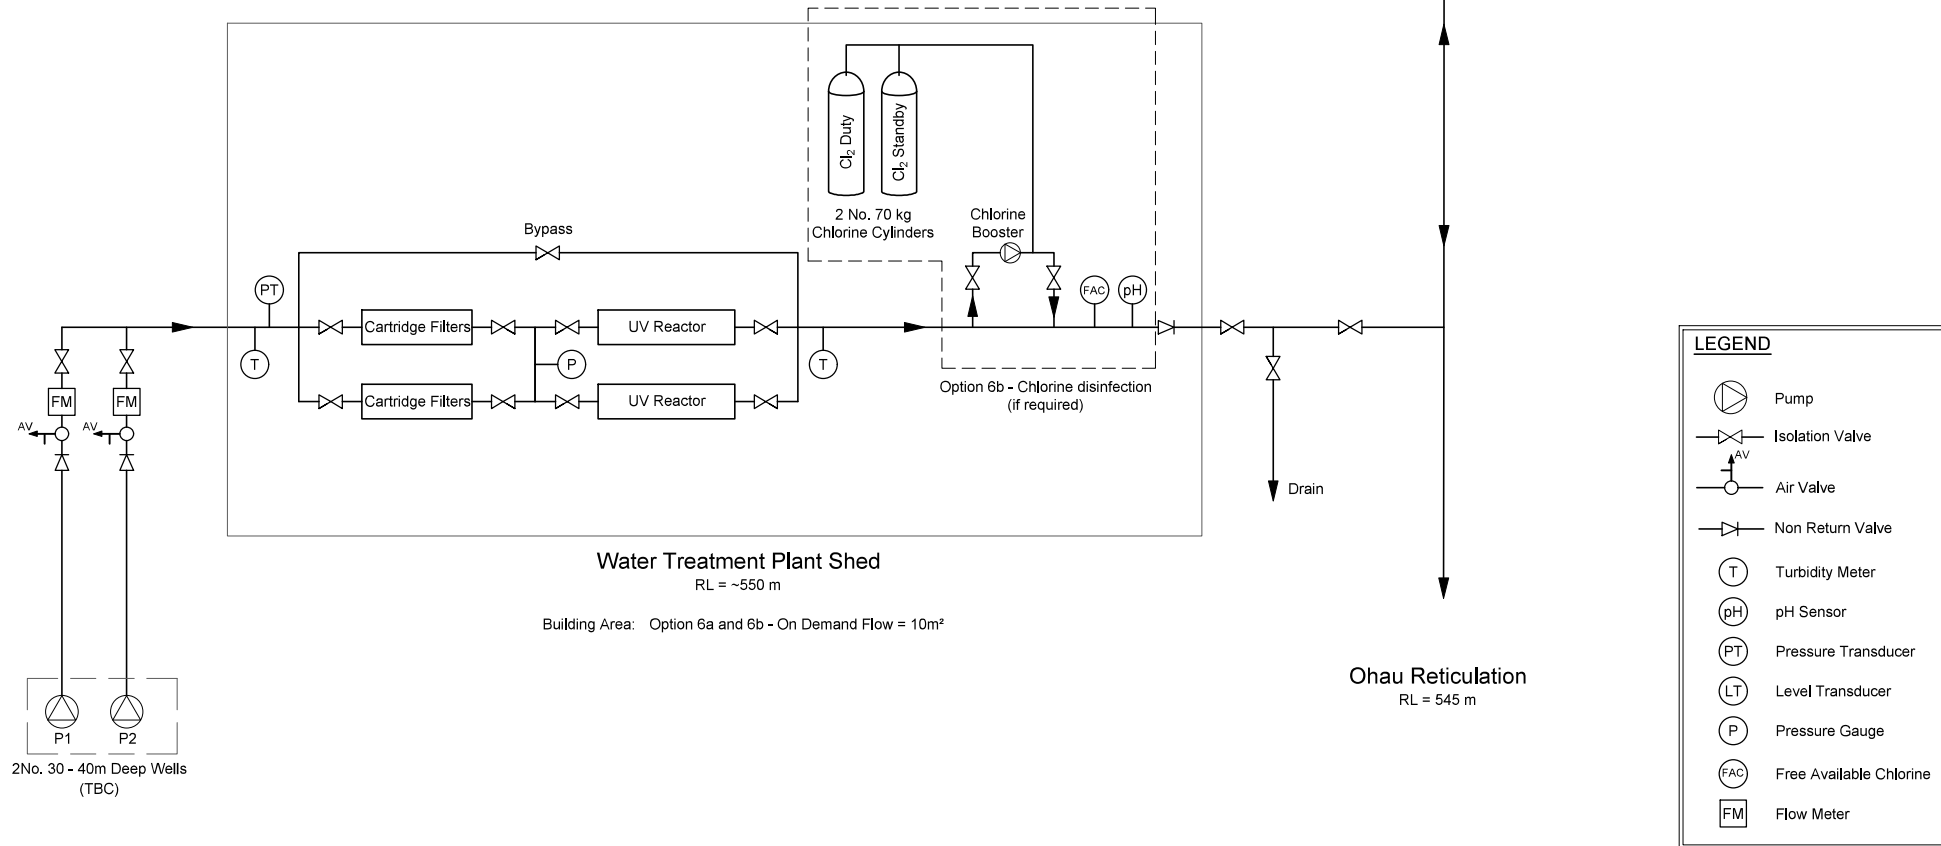 Cl₂ Duty
Cl₂ Standby
2 No. 70 kg
Chlorine Cylinders
Chlorine
Booster
Bypass
PT
FAC
pH
Cartridge Filters
UV Reactor
T
P
T
Cartridge Filters
UV Reactor
Option 6b - Chlorine disinfection
(if required)
FM
FM
AV
AV
Drain
Water Treatment Plant Shed
RL = ~550 m
Building Area: Option 6a and 6b - On Demand Flow = 10m²
P1
P2
2No. 30 - 40m Deep Wells
(TBC)
Ohau Reticulation
RL = 545 m
LEGEND
Pump
Isolation Valve
AV
Air Valve
Non Return Valve
T Turbidity Meter
pH pH Sensor
PT Pressure Transducer
LT Level Transducer
P Pressure Gauge
FAC Free Available Chlorine
FM Flow Meter